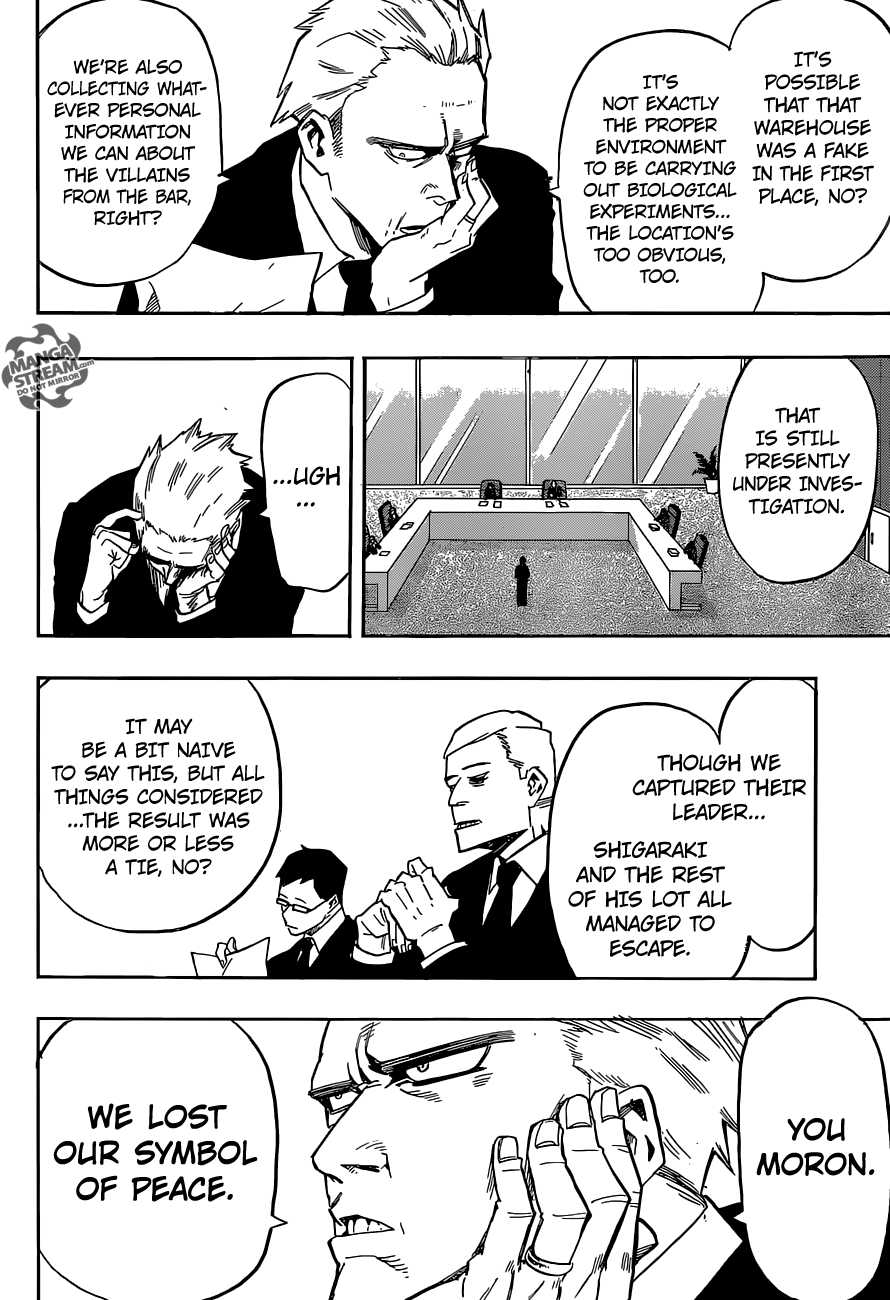 IT'S
POSSIBLE
THAT THAT
WAREHOUSE
WAS A FAKE
IN THE FIRST
PLACE, NO?
IT'S
NOT EXACTLY
THE PROPER
ENVIRONMENT
TO BE CARRYING
OUT BIOLOGICAL
EXPERIMENTS...
THE LOCATION'S
TOO OBVIOUS,
TOO.
WE'RE ALSO
COLLECTING WHAT-
EVER PERSONAL
INFORMATION
WE CAN ABOUT
THE VILLAINS
FROM THE BAR,
RIGHT?
THAT
IS STILL
PRESENTLY
UNDER INVES-
TIGATION.
...UGH
...
MANGA
STREAM.com
DO NOT MIRROR
THOUGH WE
CAPTURED THEIR
LEADER...
SHIGARAKI
AND THE REST
OF HIS LOT ALL
MANAGED TO
ESCAPE.
IT MAY
BE A BIT NAIVE
TO SAY THIS, BUT ALL
THINGS CONSIDERED
...THE RESULT WAS
MORE OR LESS
A TIE, NO?
YOU
MORON.
WE LOST
OUR SYMBOL
OF PEACE.